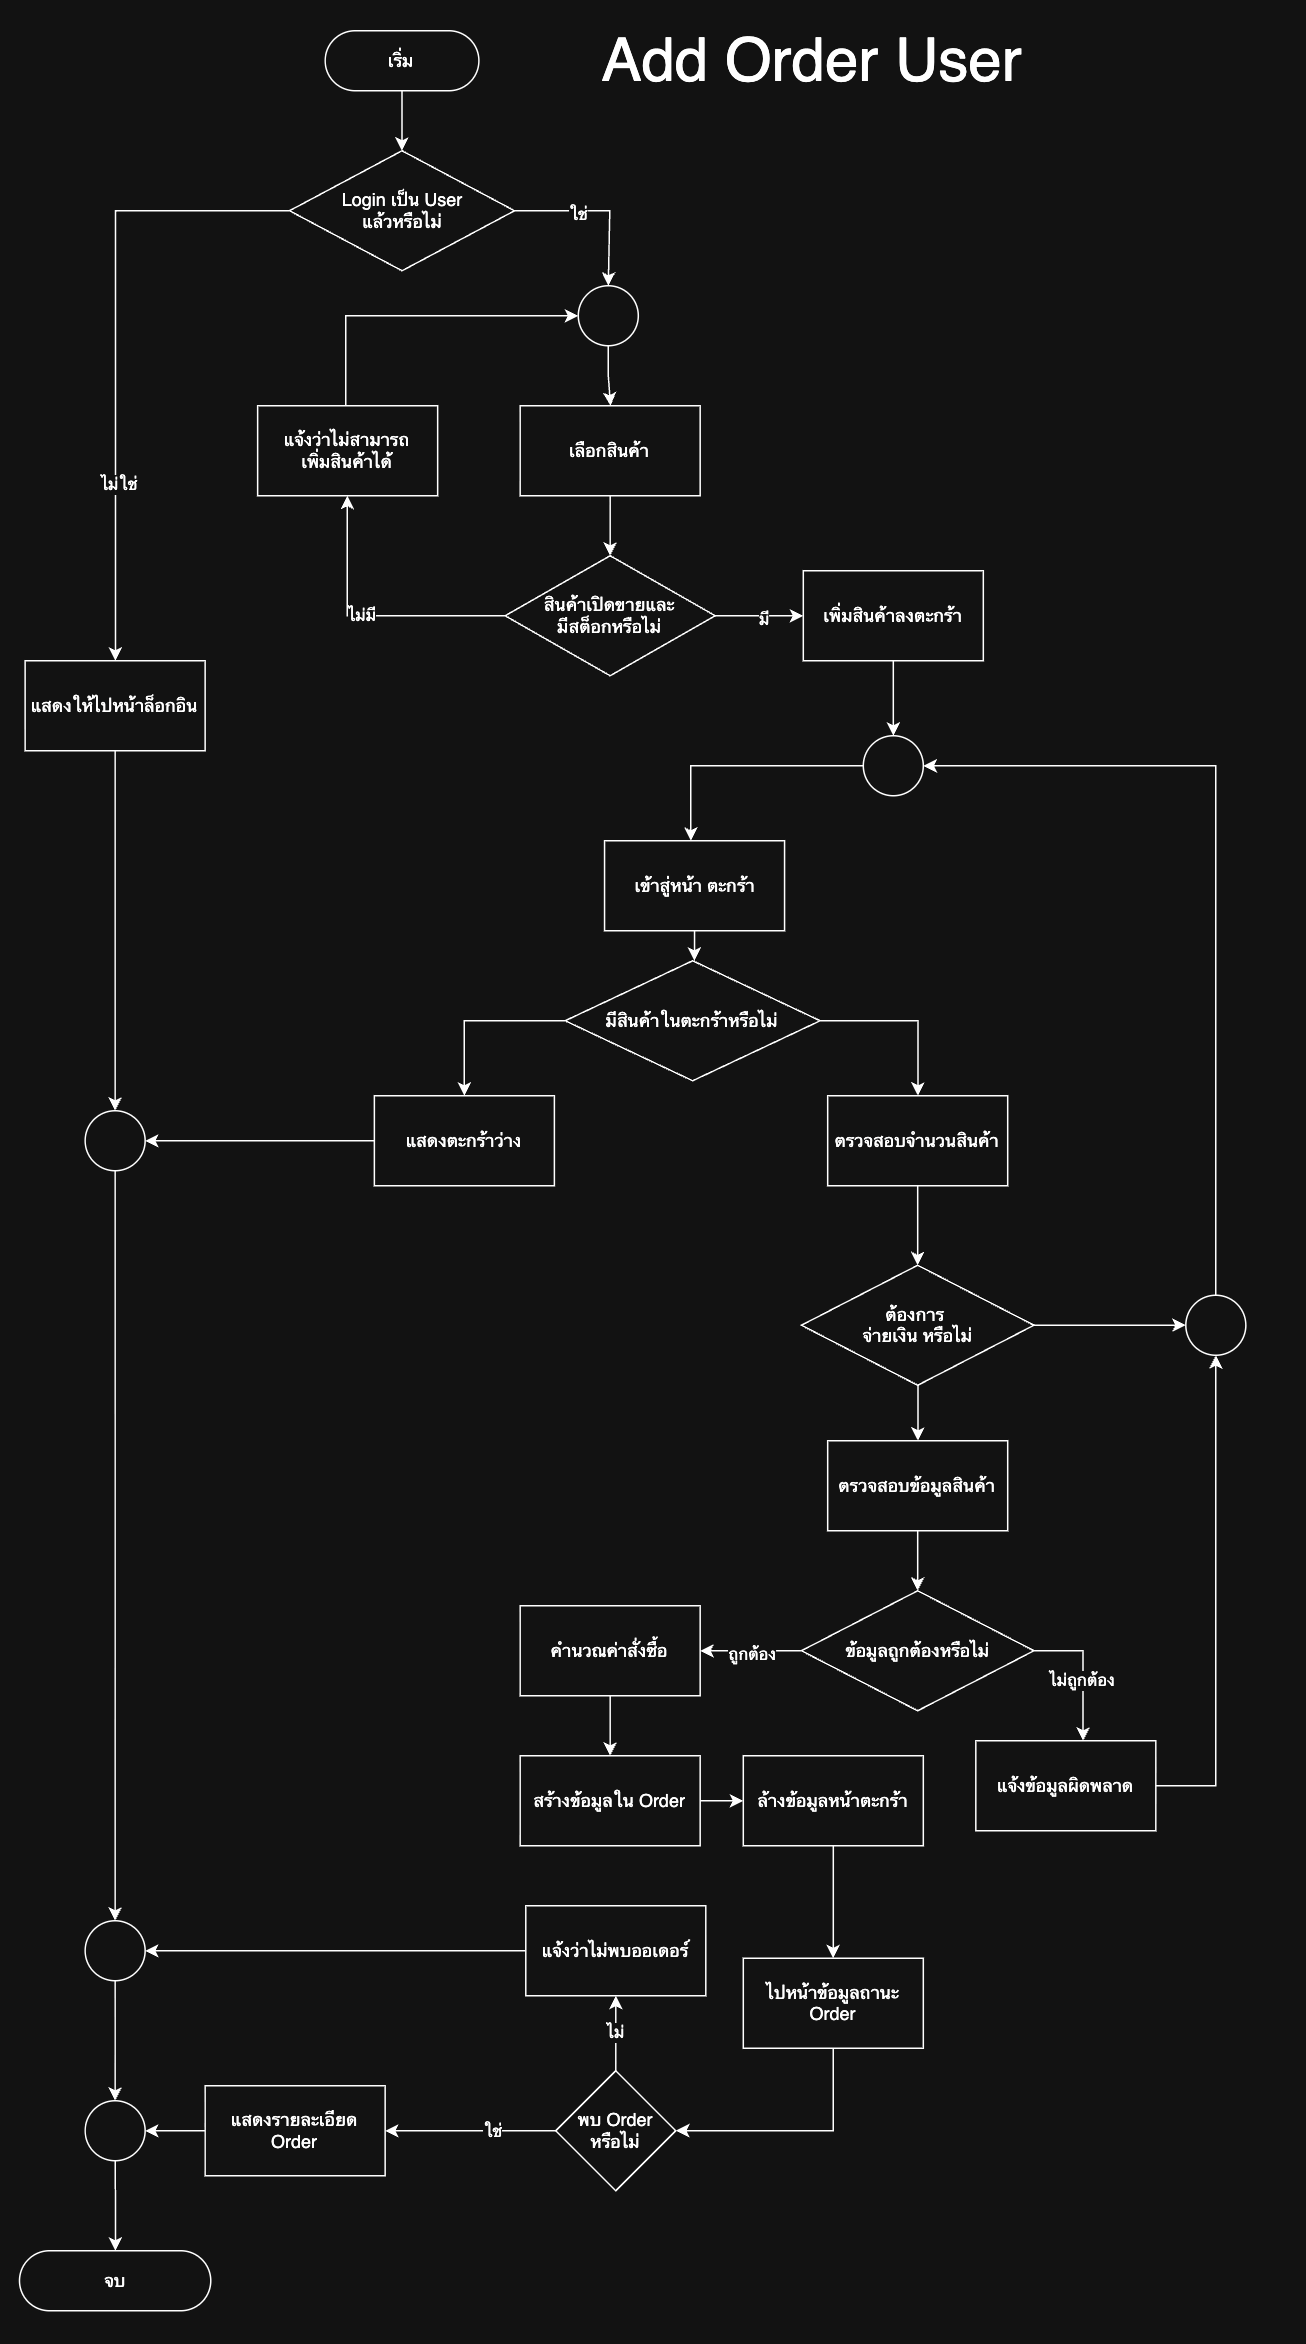 Add Order User
เริ่ม
Login เป็น User
แล้วหรือไม่
ใช่
ไม่ใช่
แจ้งว่าไม่สามารถ
เพิ่มสินค้าได้
เลือกสินค้า
สินค้าเปิดขายและ
มีสต็อกหรือไม่
ไม่มี
มี
เพิ่มสินค้าลงตะกร้า
แสดงให้ไปหน้าล็อกอิน
เข้าสู่หน้า ตะกร้า
มีสินค้าในตะกร้าหรือไม่
แสดงตะกร้าว่าง
ตรวจสอบจำนวนสินค้า
ต้องการ
จ่ายเงิน หรือไม่
ตรวจสอบข้อมูลสินค้า
ข้อมูลถูกต้องหรือไม่
ถูกต้อง
ไม่ถูกต้อง
คำนวณค่าสั่งซื้อ
แจ้งข้อมูลผิดพลาด
สร้างข้อมูลใน Order
ล้างข้อมูลหน้าตะกร้า
แจ้งว่าไม่พบออเดอร์
ไปหน้าข้อมูลถานะ
Order
ไม่
พบ Order
หรือไม่
ใช่
แสดงรายละเอียด
Order
จบ